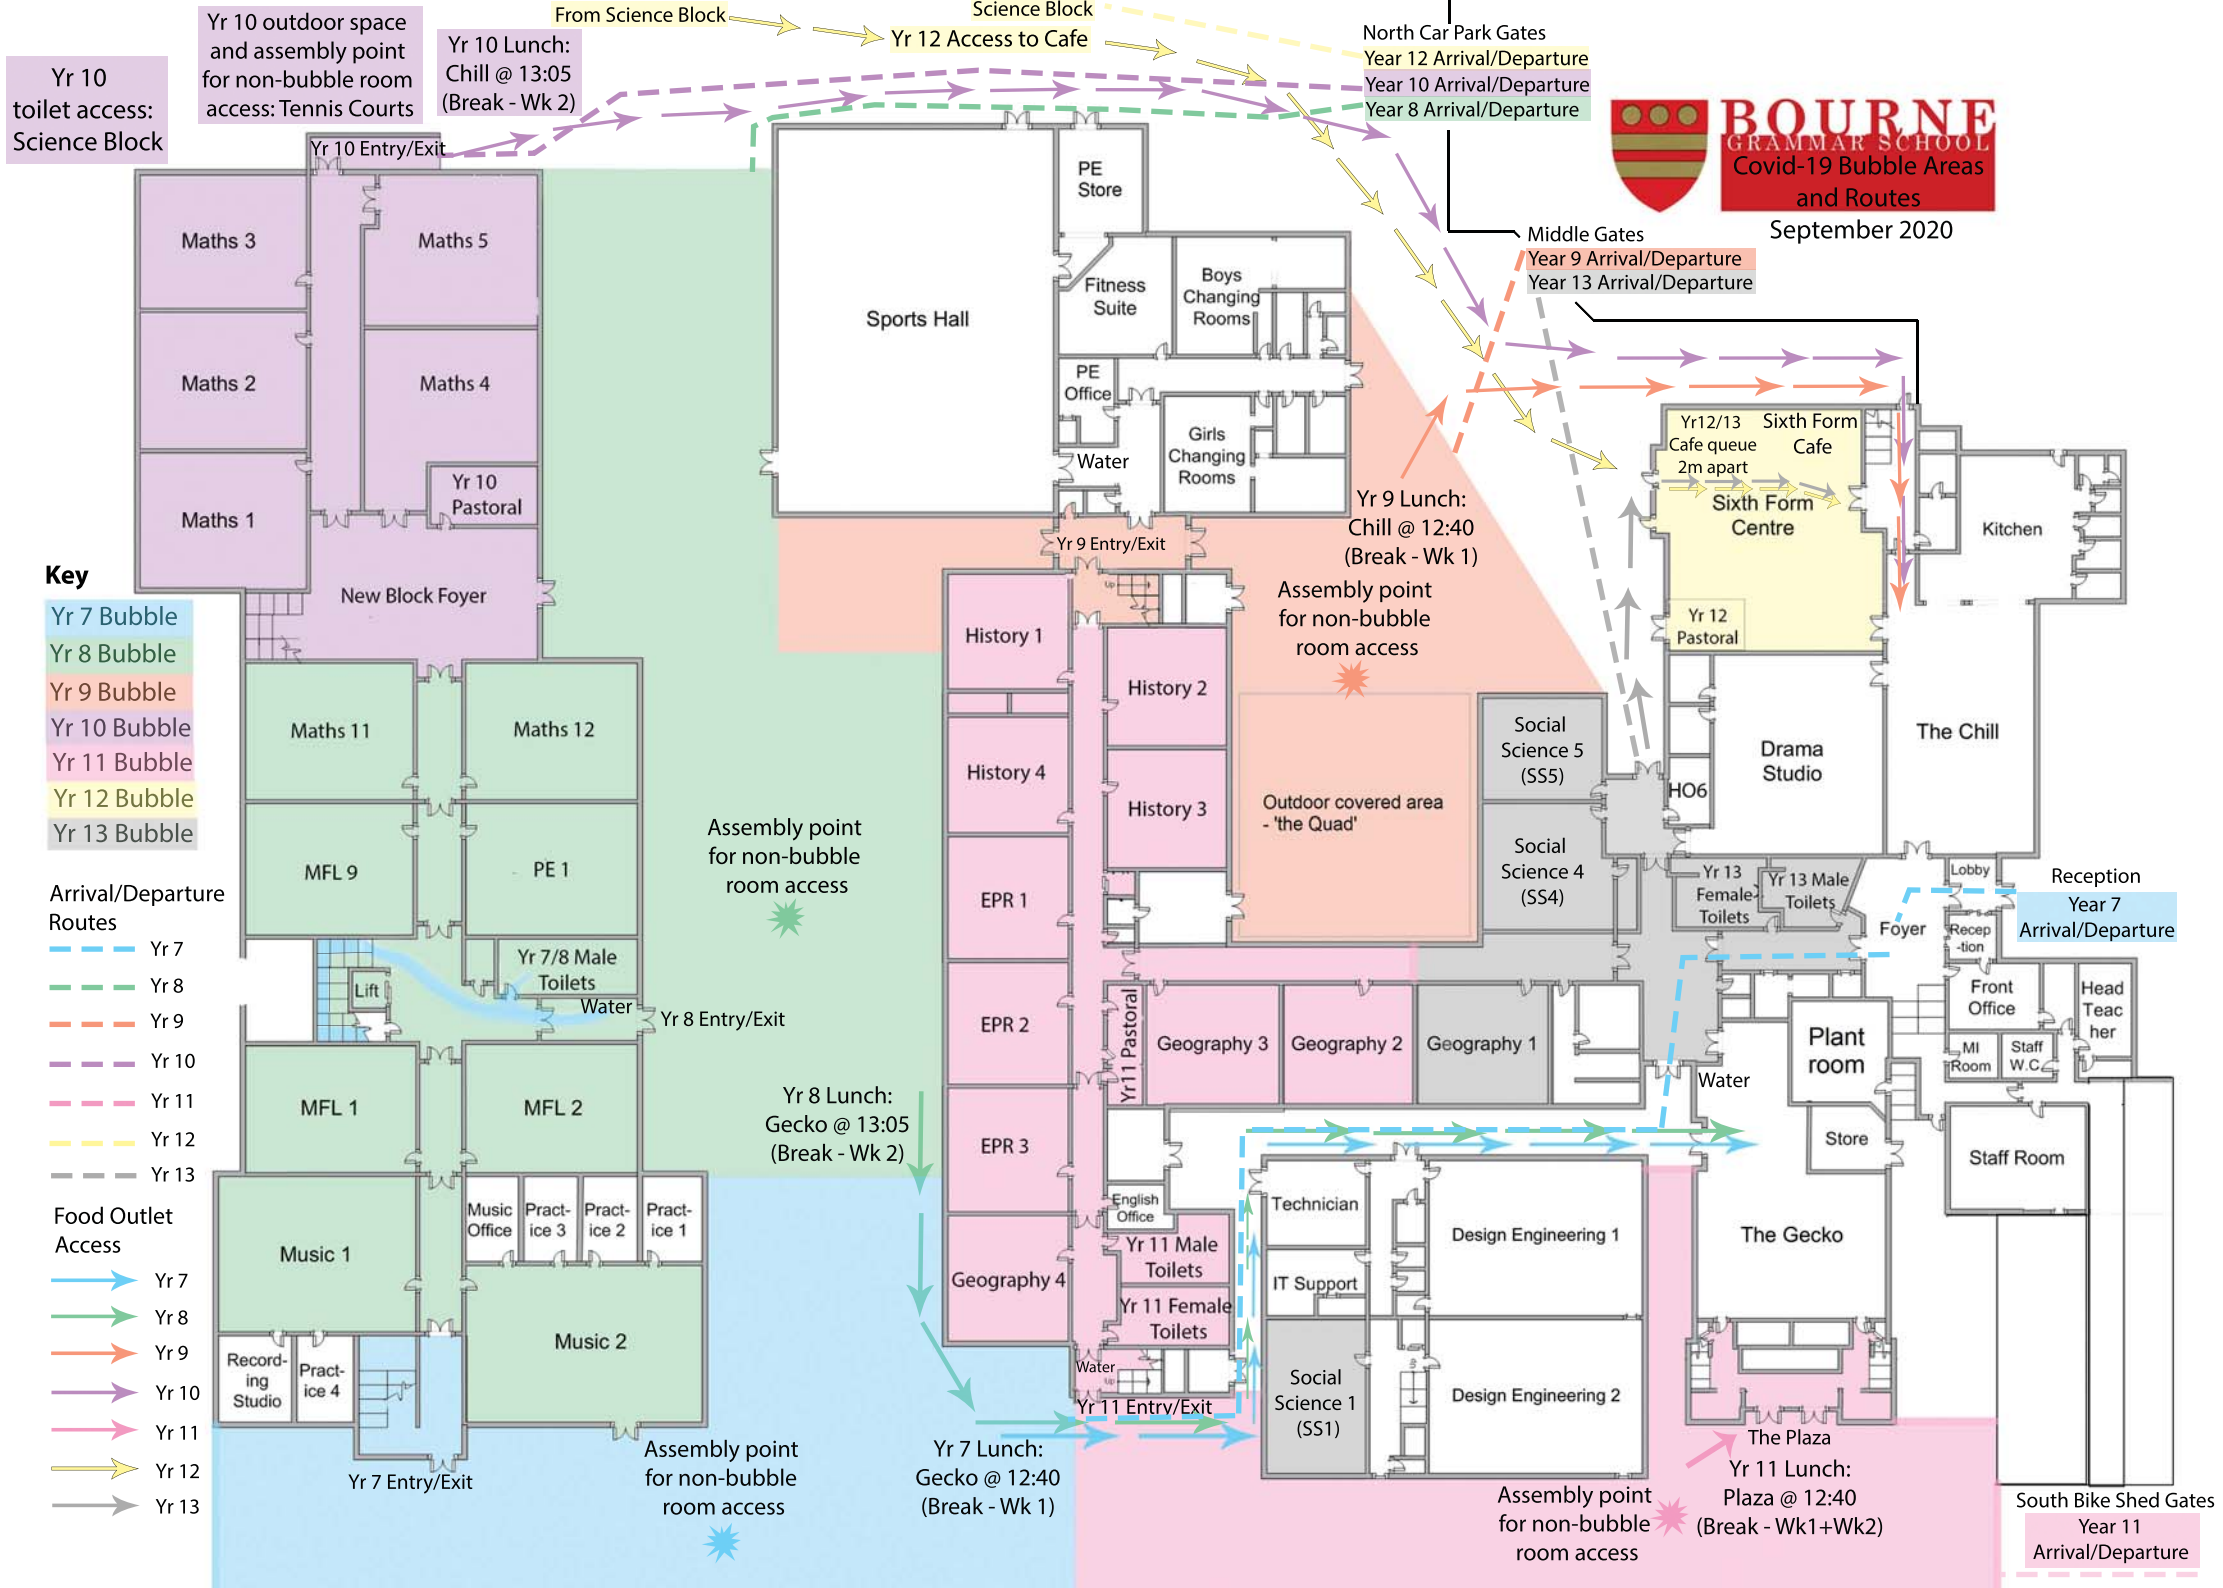 Yr 10
toilet access:
Science Block
Yr 10 outdoor space
and assembly point
for non-bubble room
access: Tennis Courts
Yr 10 Lunch:
Chill @ 13:05
(Break - Wk 2)
From Science Block
Science Block
Yr 12 Access to Cafe
North Car Park Gates
Year 12 Arrival/Departure
Year 10 Arrival/Departure
Year 8 Arrival/Departure
BOURNE
GRAMMAR SCHOOL
Covid-19 Bubble Areas
and Routes
September 2020
Middle Gates
Year 9 Arrival/Departure
Year 13 Arrival/Departure
Yr 10 Entry/Exit
Maths 3
Maths 5
Maths 2
Maths 4
Maths 1
Yr 10
Pastoral
New Block Foyer
Key
Yr 7 Bubble
Yr 8 Bubble
Yr 9 Bubble
Yr 10 Bubble
Yr 11 Bubble
Yr 12 Bubble
Yr 13 Bubble
Arrival/Departure
Routes
Yr 7
Yr 8
Yr 9
Yr 10
Yr 11
Yr 12
Yr 13
Food Outlet
Access
Yr 7
Yr 8
Yr 9
Yr 10
Yr 11
Yr 12
Yr 13
Maths 11
Maths 12
MFL 9
PE 1
Yr 7/8 Male
Toilets
Lift
Water
Yr 8 Entry/Exit
MFL 1
MFL 2
Music 1
Music
Office
Pract-
ice 3
Pract-
ice 2
Pract-
ice 1
Music 2
Record-
ing
Studio
Pract-
ice 4
Yr 7 Entry/Exit
Assembly point
for non-bubble
room access
Assembly point
for non-bubble
room access
Yr 8 Lunch:
Gecko @ 13:05
(Break - Wk 2)
Yr 7 Lunch:
Gecko @ 12:40
(Break - Wk 1)
Sports Hall
PE
Store
Fitness
Suite
Boys
Changing
Rooms
PE
Office
Girls
Changing
Rooms
Water
Yr 9 Entry/Exit
Up
Yr 9 Lunch:
Chill @ 12:40
(Break - Wk 1)
Assembly point
for non-bubble
room access
History 1
History 2
History 4
History 3
EPR 1
EPR 2
EPR 3
Geography 4
Yr11 Pastoral
Geography 3
Geography 2
Geography 1
English
Office
Yr 11 Male
Toilets
Yr 11 Female
Toilets
Water
Up
Yr 11 Entry/Exit
Outdoor covered area
- 'the Quad'
Social
Science 5
(SS5)
Social
Science 4
(SS4)
Yr12/13
Cafe queue
2m apart
Sixth Form
Cafe
Sixth Form
Centre
Yr 12
Pastoral
Kitchen
HO6
Drama
Studio
The Chill
Yr 13
Female
Toilets
Yr 13 Male
Toilets
Foyer
Lobby
Recep
-tion
Reception
Year 7
Arrival/Departure
Front
Office
Head
Teac
her
MI
Room
Staff
W.C.
Plant
room
Water
Store
Staff Room
The Gecko
Technician
IT Support
Design Engineering 1
Design Engineering 2
Social
Science 1
(SS1)
The Plaza
Yr 11 Lunch:
Plaza @ 12:40
(Break - Wk1+Wk2)
Assembly point
for non-bubble
room access
South Bike Shed Gates
Year 11
Arrival/Departure